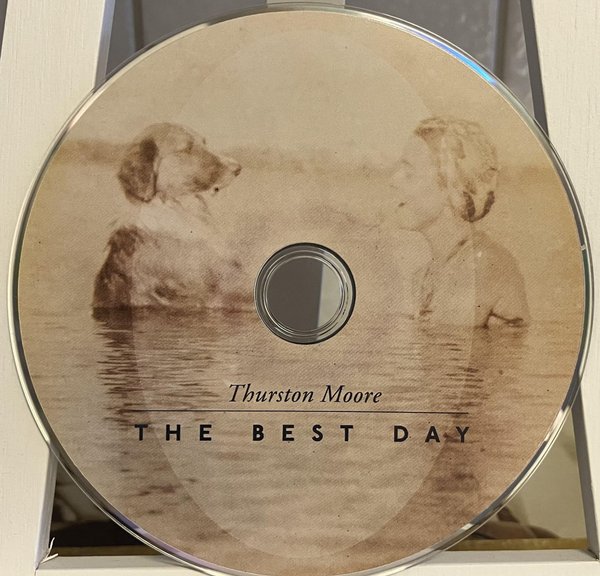 Thurston Moore
THE BEST DAY